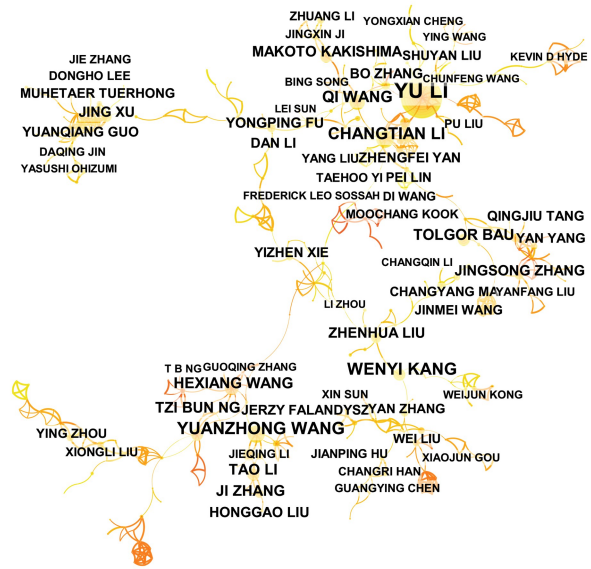 ZHUANG LI
YONGXIAN CHENG
JINGXIN JI
YING WANG
MAKOTO KAKISHIMA
SHUYAN LIU
KEVIN D HYDE
JIE ZHANG
DONGHO LEE
BO ZHANG
CHUNFENG WANG
BING SONG
MUHETAER TUERHONG
QI WANG
YU LI
JING XU
LEI SUN
YONGPING FU
PU LIU
YUANQIANG GUO
CHANGTIAN LI
DAN LI
DAQING JIN
YANG LIU
ZHENGFEI YAN
YASUSHI OHIZUMI
TAEHOO YI
PEI LIN
FREDERICK LEO SOSSAH
DI WANG
MOOCHANG KOOK
QINGJIU TANG
TOLGOR BAU
YAN YANG
YIZHEN XIE
CHANGQIN LI
JINGSONG ZHANG
CHANGYANG MA
YANFANG LIU
LI ZHOU
JINMEI WANG
ZHENHUA LIU
T B NG
GUOQING ZHANG
WENYI KANG
HEXIANG WANG
XIN SUN
WEIJUN KONG
TZI BUN NG
JERZY FALANDYSZ
YAN ZHANG
YING ZHOU
YUANZHONG WANG
WEI LIU
XIONGLI LIU
JIEQING LI
JIANPING HU
XIAOJUN GOU
TAO LI
CHANGRI HAN
JI ZHANG
GUANGYING CHEN
HONGGAO LIU